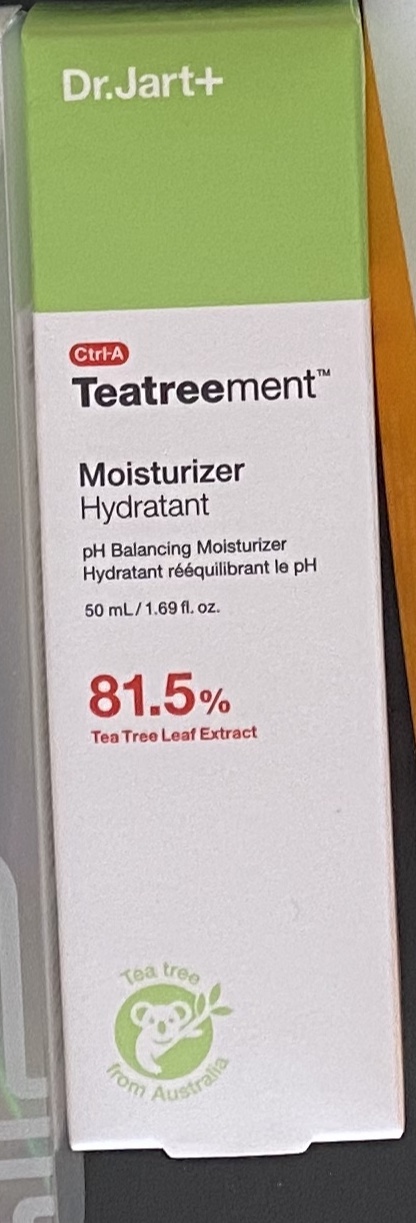 Dr.Jart+
Ctrl-A
Teatreement™
Moisturizer
Hydratant
pH Balancing Moisturizer
Hydratant rééquilibrant le pH
50 mL / 1.69 fl. oz.
81.5%
Tea Tree Leaf Extract
Tea tree
from Australia